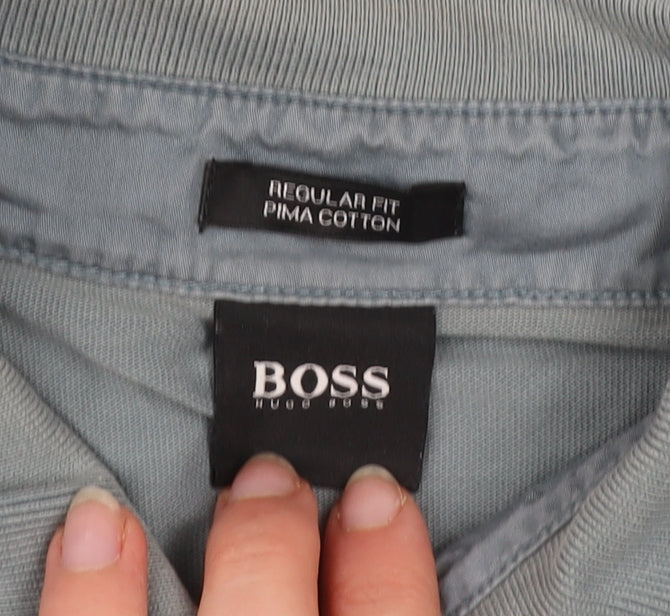 REGULAR FIT
PIMA COTTON
BOSS
HUGO BOSS